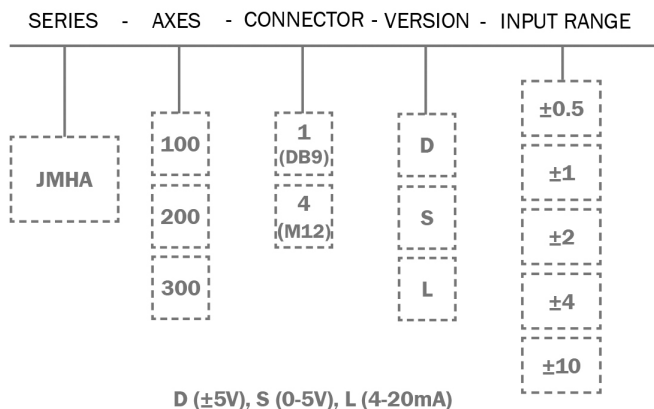 SERIES - AXES - CONNECTOR - VERSION - INPUT RANGE
JMHA
100
200
300
1
(DB9)
4
(M12)
D
S
L
±0.5
±1
±2
±4
±10
D (±5V), S (0-5V), L (4-20mA)